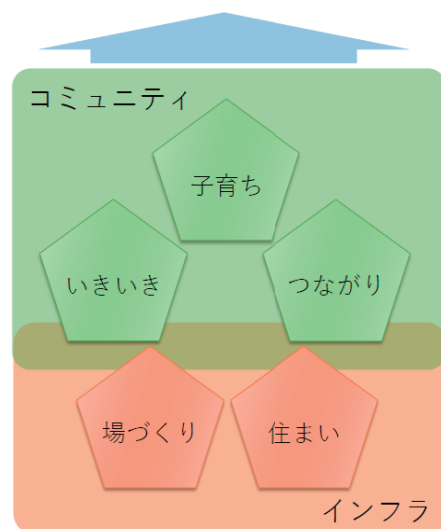 コミュニティ
子育ち
いきいき
つながり
場づくり
住まい
インフラ